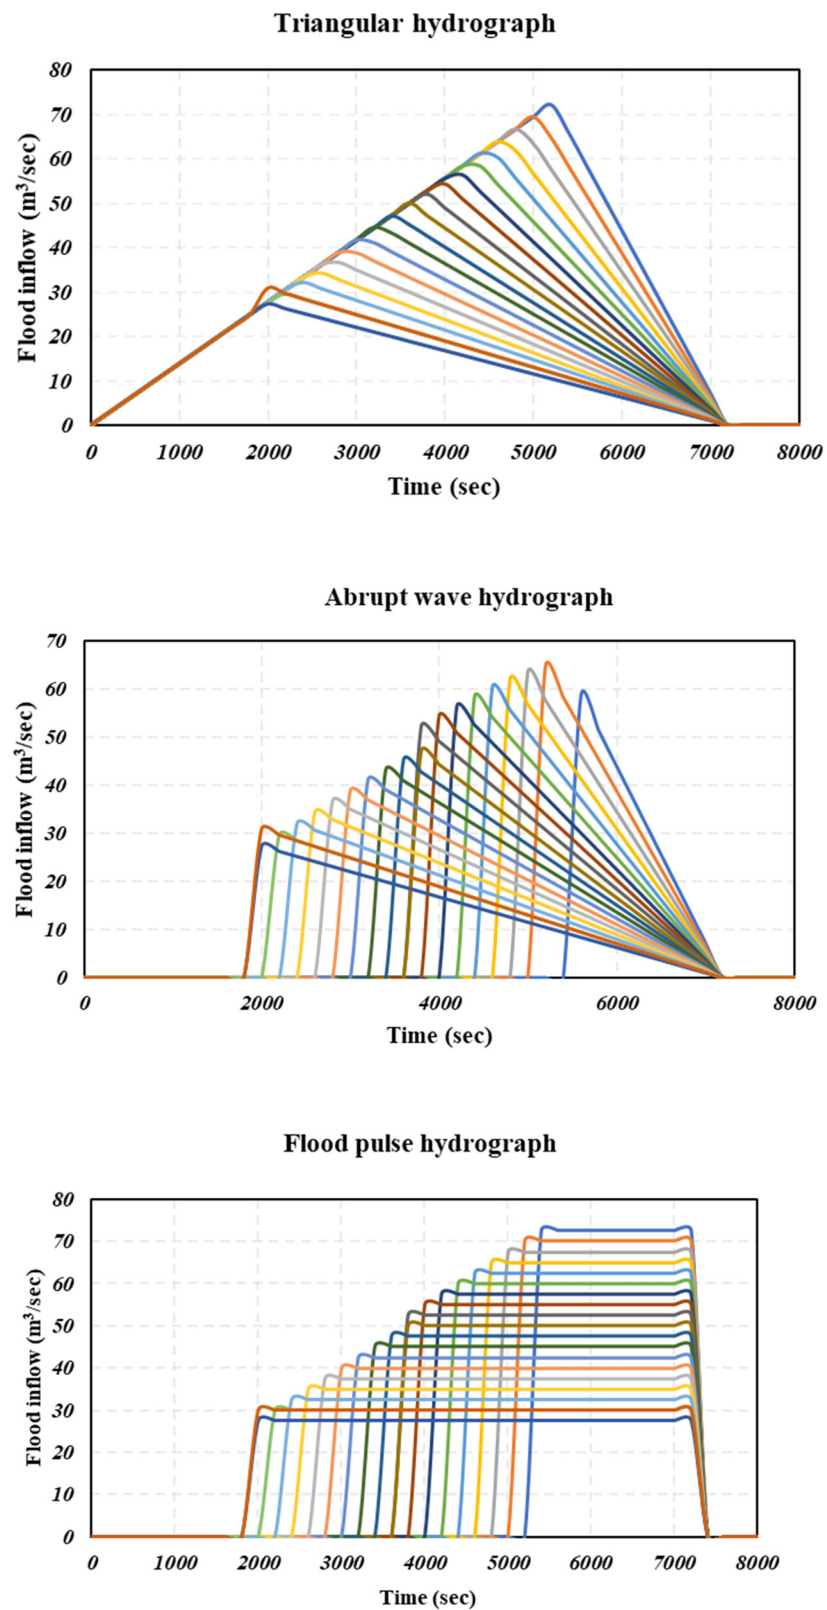 Triangular hydrograph
80
70
60
50
40
30
20
10
0
Flood inflow (m³/sec)
0 1000 2000 3000 4000 5000 6000 7000 8000
Time (sec)
Abrupt wave hydrograph
70
60
50
40
30
20
10
0
Flood inflow (m³/sec)
0 2000 4000 6000 8000
Time (sec)
Flood pulse hydrograph
80
70
60
50
40
30
20
10
0
Flood inflow (m³/sec)
0 1000 2000 3000 4000 5000 6000 7000 8000
Time (sec)